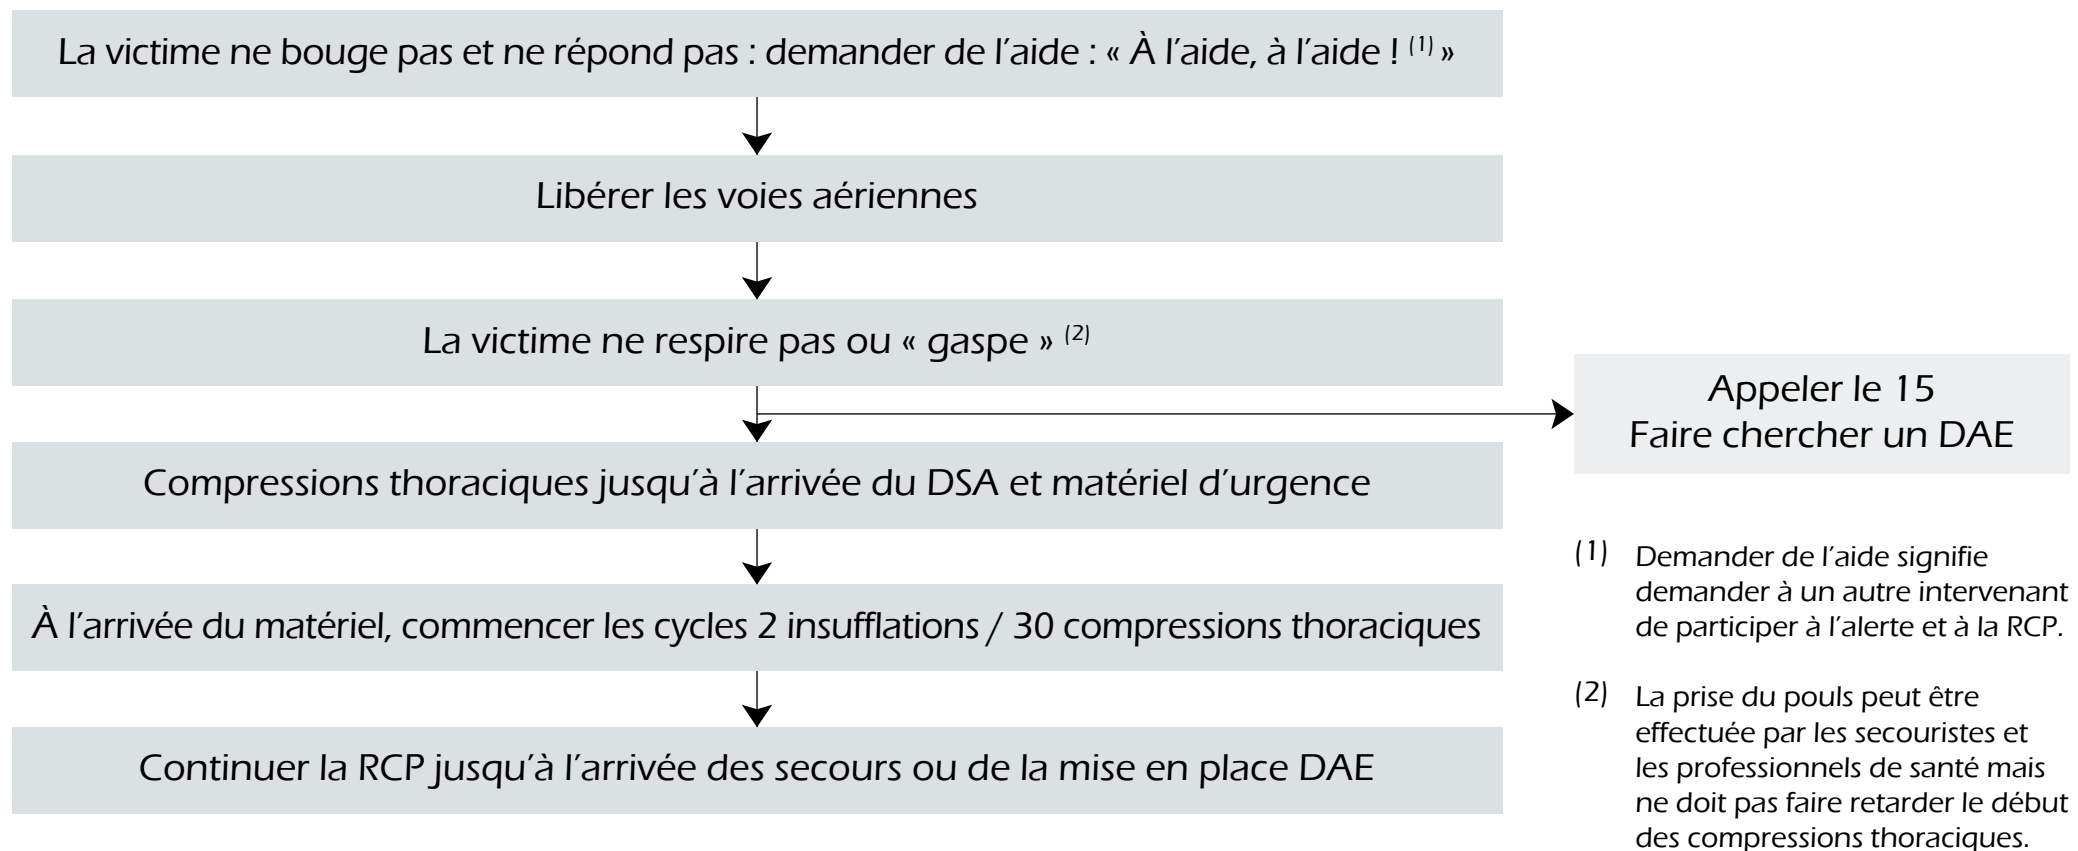 La victime ne bouge pas et ne répond pas : demander de l’aide : « À l’aide, à l’aide ! (1) »
Libérer les voies aériennes
La victime ne respire pas ou « gaspe » (2)
Appeler le 15
Faire chercher un DAE
Compressions thoraciques jusqu’à l’arrivée du DSA et matériel d’urgence
À l’arrivée du matériel, commencer les cycles 2 insufflations / 30 compressions thoraciques
Continuer la RCP jusqu’à l’arrivée des secours ou de la mise en place DAE
(1) Demander de l’aide signifie
demander à un autre intervenant
de participer à l’alerte et à la RCP.
(2) La prise du pouls peut être
effectuée par les secouristes et
les professionnels de santé mais
ne doit pas faire retarder le début
des compressions thoraciques.